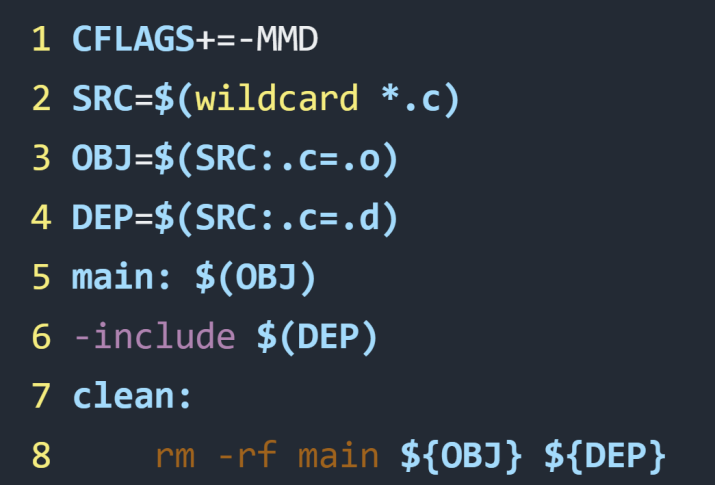 1 CFLAGS+=-MMD
2 SRC=$(wildcard *.c)
3 OBJ=$(SRC:.c=.o)
4 DEP=$(SRC:.c=.d)
5 main: $(OBJ)
6 -include $(DEP)
7 clean:
8     rm -rf main ${OBJ} ${DEP}